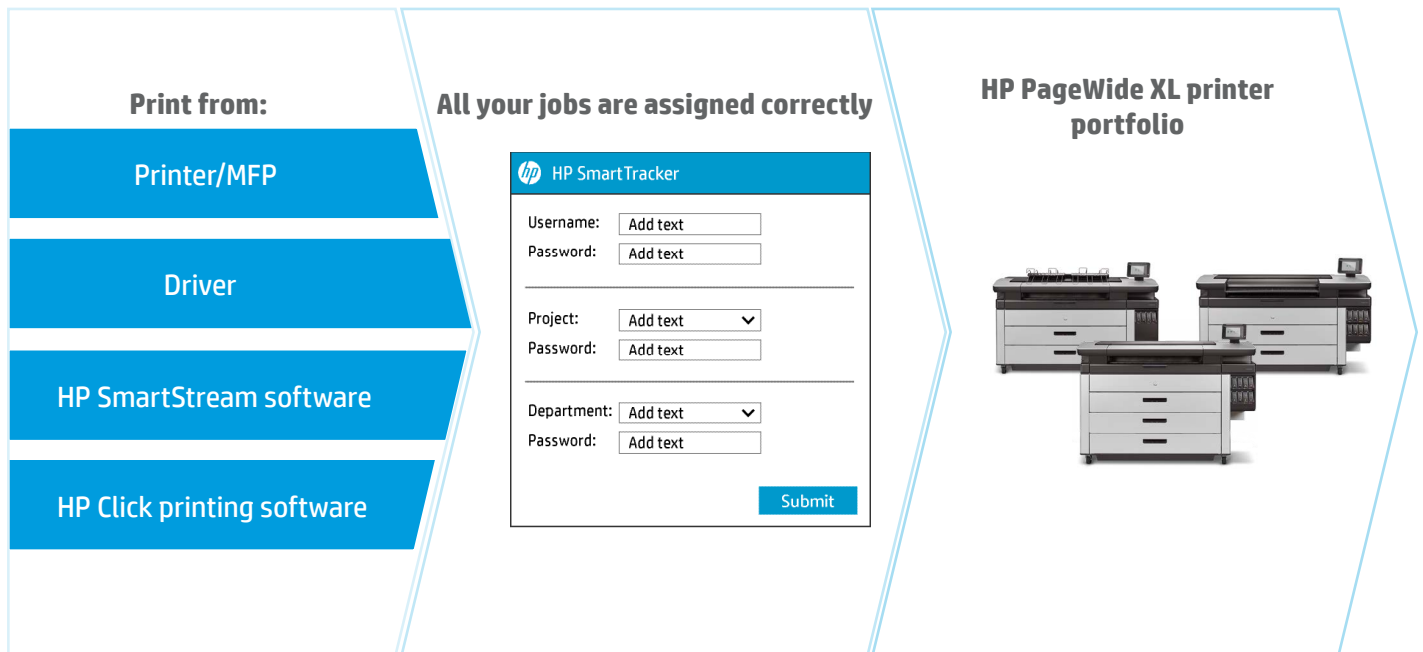 Print from:
Printer/MFP
Driver
HP SmartStream software
HP Click printing software
All your jobs are assigned correctly
hp HP SmartTracker
Username: Add text
Password: Add text
Project: Add text
Password: Add text
Department: Add text
Password: Add text
Submit
HP PageWide XL printer
portfolio